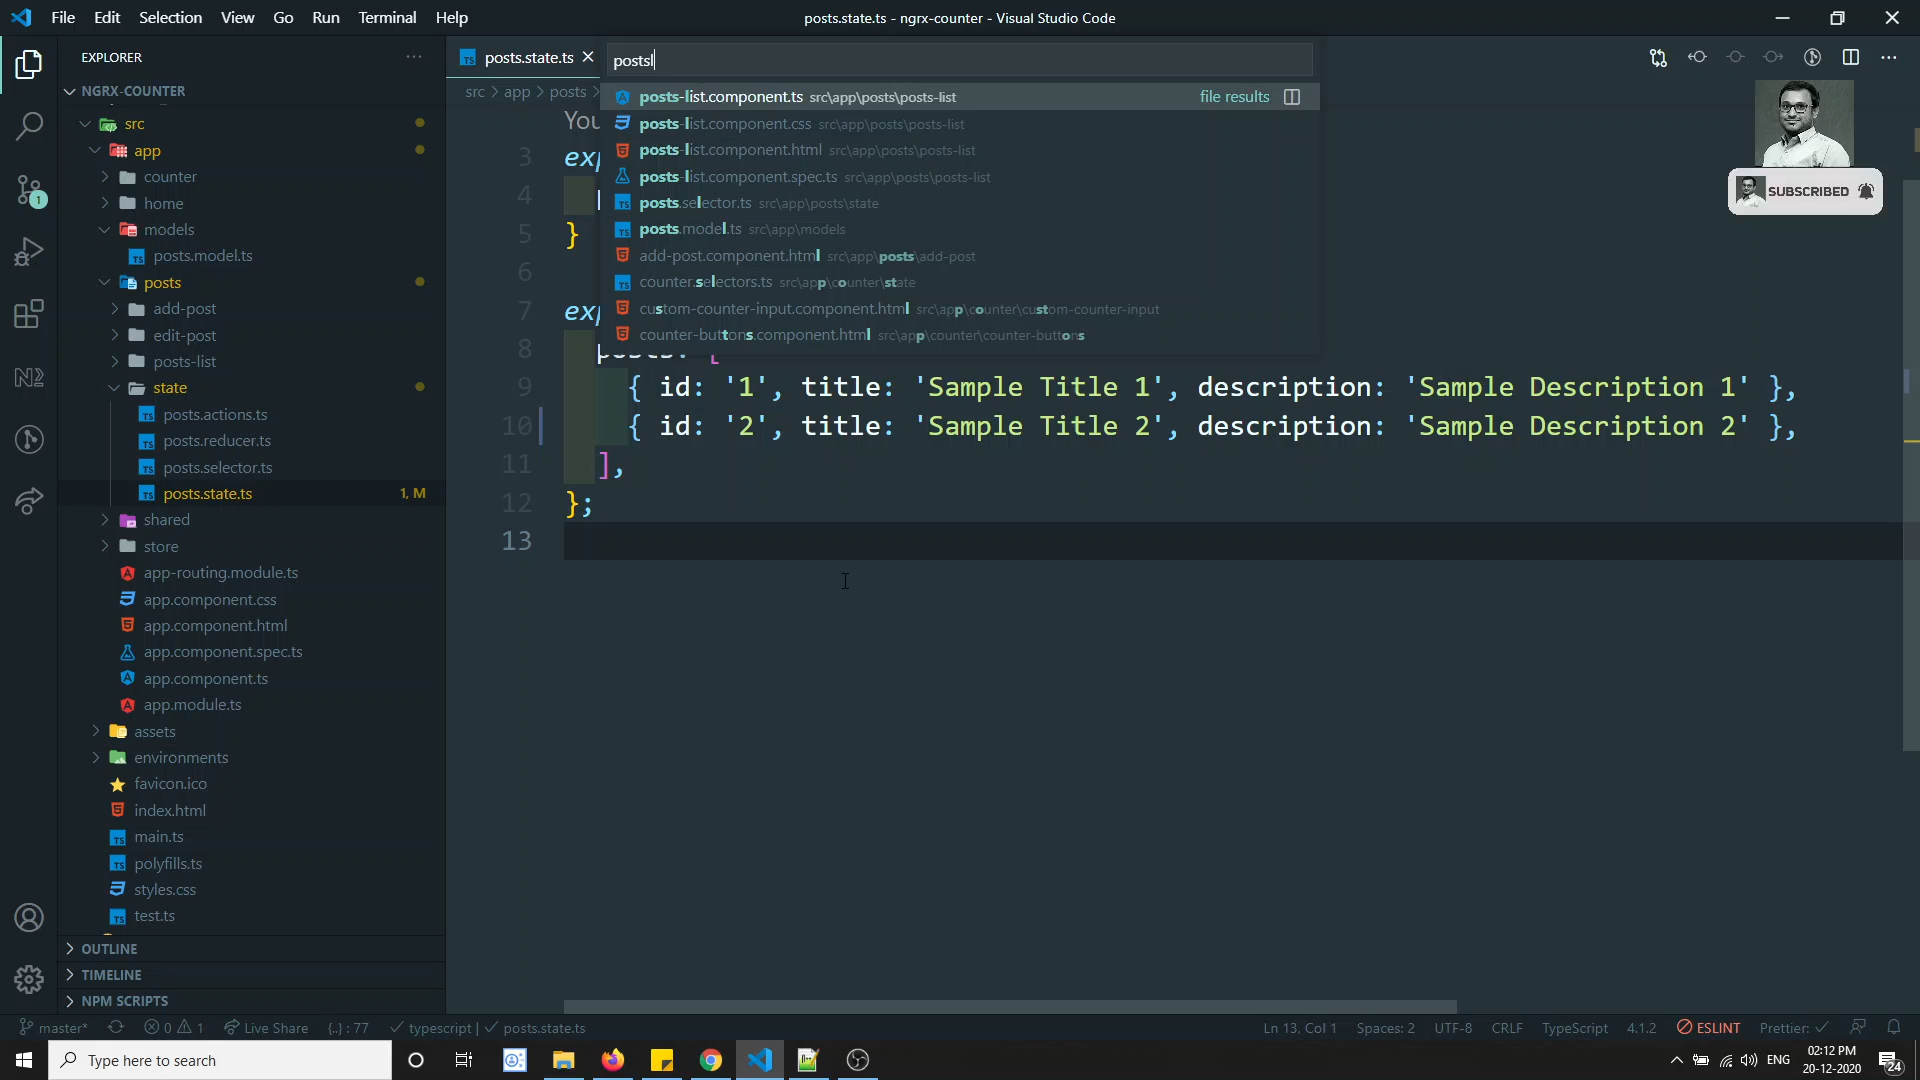 File Edit Selection View Go Run Terminal Help
posts.state.ts - ngrx-counter - Visual Studio Code
EXPLORER
posts.state.ts
postsl
NGRX-COUNTER
src > app > posts >
posts-list.component.ts src\app\posts\posts-list file results
posts-list.component.css src\app\posts\posts-list
posts-list.component.html src\app\posts\posts-list
posts-list.component.spec.ts src\app\posts\posts-list
posts.selector.ts src\app\posts\state
posts.model.ts src\app\models
add-post.component.html src\app\posts\add-post
counter.selectors.ts src\app\counter\state
custom-counter-input.component.html src\app\counter\custom-counter-input
counter-buttons.component.html src\app\counter\counter-buttons
SUBSCRIBED
src
app
counter
home
models
posts.model.ts
posts
add-post
edit-post
posts-list
state
posts.actions.ts
posts.reducer.ts
posts.selector.ts
posts.state.ts 1, M
shared
store
app-routing.module.ts
app.component.css
app.component.html
app.component.spec.ts
app.component.ts
app.module.ts
assets
environments
favicon.ico
index.html
main.ts
polyfills.ts
styles.css
test.ts
OUTLINE
TIMELINE
NPM SCRIPTS
You
3 exp
4
5 }
6
7 exp
8 posts: [
9 { id: '1', title: 'Sample Title 1', description: 'Sample Description 1' },
10 { id: '2', title: 'Sample Title 2', description: 'Sample Description 2' },
11 ],
12 };
13
master* 0 1 Live Share {..} : 77 typescript | posts.state.ts
Ln 13, Col 1 Spaces: 2 UTF-8 CRLF TypeScript 4.1.2 ESLINT Prettier:
Type here to search
ENG
02:12 PM
20-12-2020
24
1